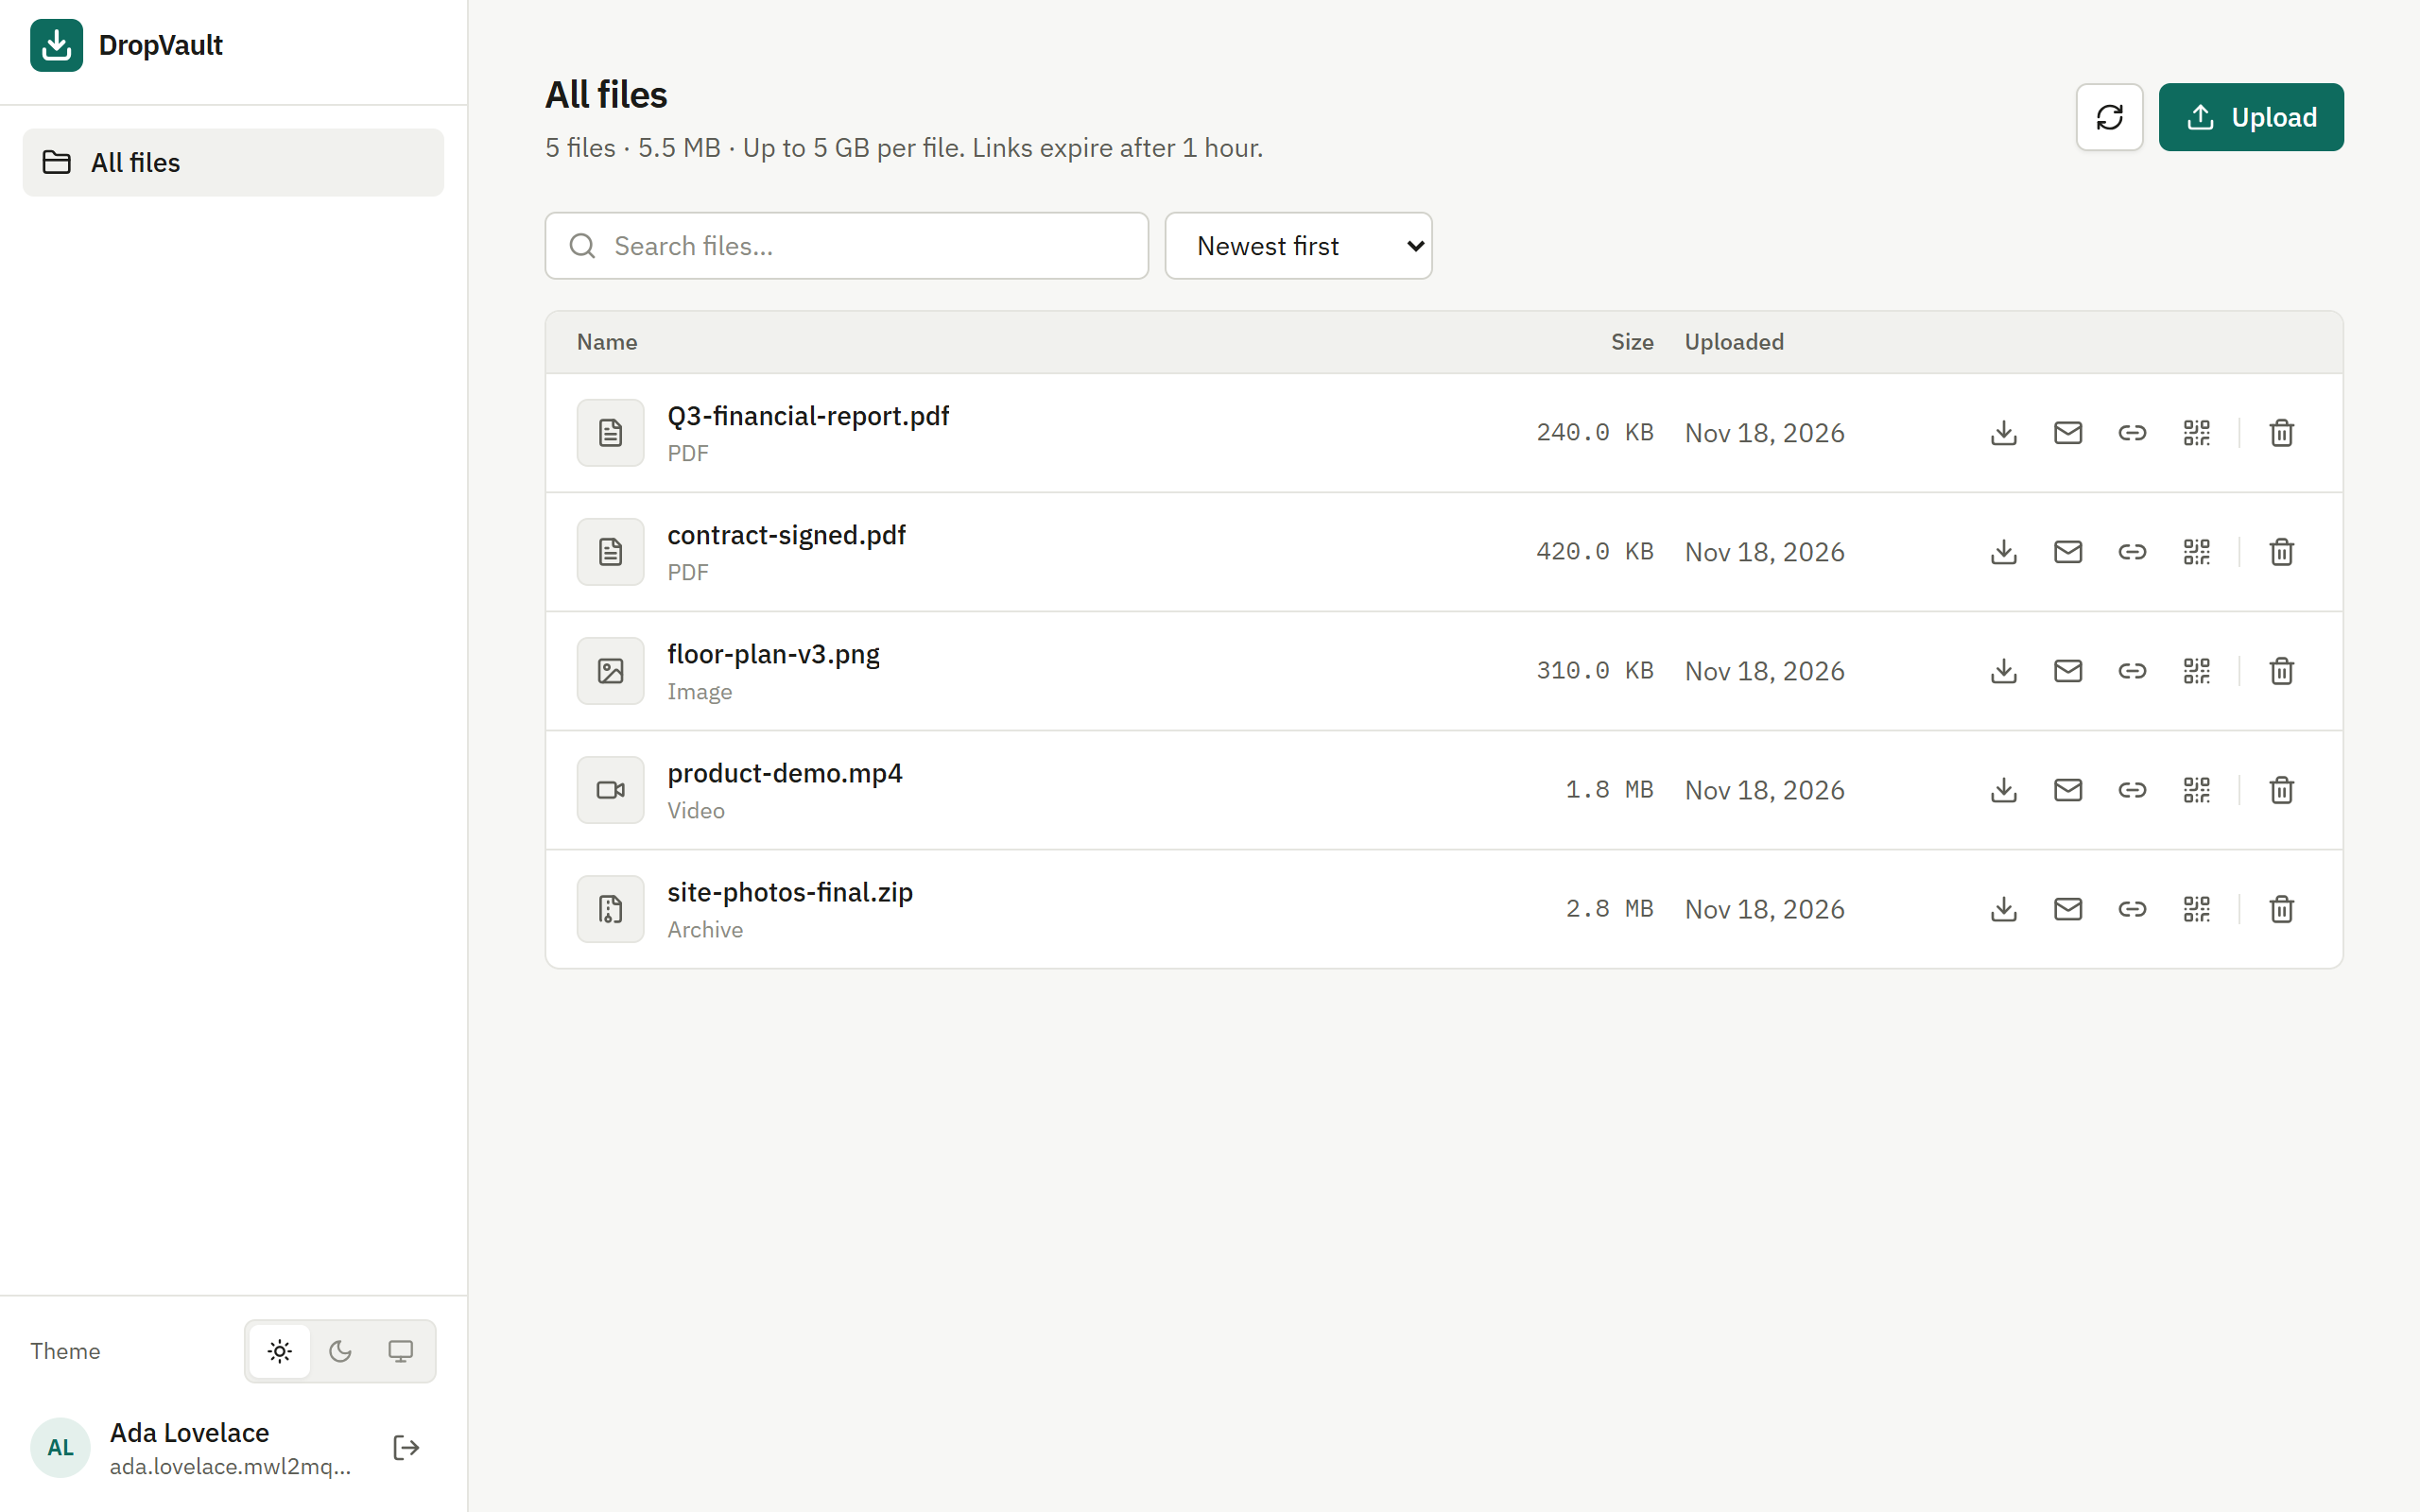 DropVault
All files
All files
5 files · 5.5 MB · Up to 5 GB per file. Links expire after 1 hour.
Upload
Search files...
Newest first
Name Size Uploaded
Q3-financial-report.pdf
PDF
240.0 KB Nov 18, 2026
contract-signed.pdf
PDF
420.0 KB Nov 18, 2026
floor-plan-v3.png
Image
310.0 KB Nov 18, 2026
product-demo.mp4
Video
1.8 MB Nov 18, 2026
site-photos-final.zip
Archive
2.8 MB Nov 18, 2026
Theme
AL
Ada Lovelace
ada.lovelace.mwl2mq...